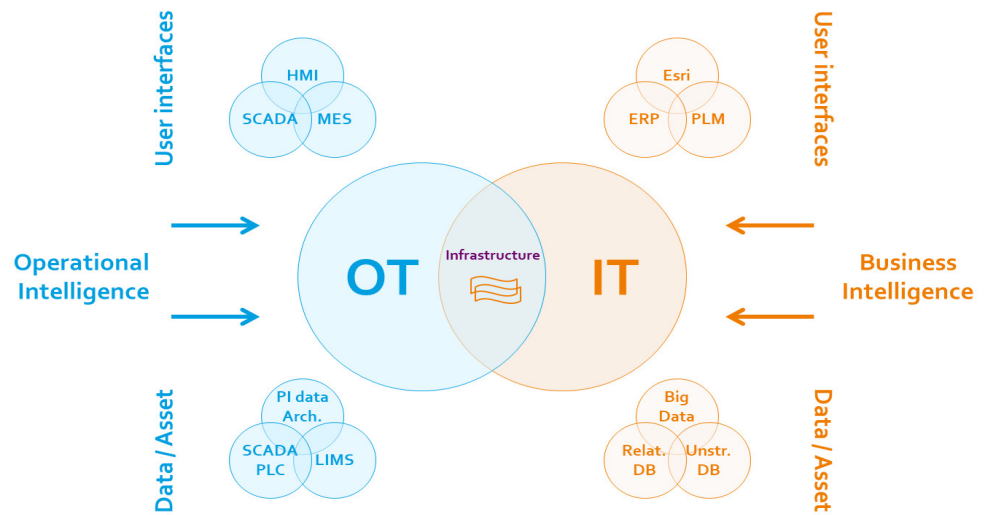 User interfaces
HMI
SCADA
MES
Esri
ERP
PLM
User interfaces
Operational
Intelligence
OT
Infrastructure
IT
Business
Intelligence
Data / Asset
PI data
Arch.
SCADA
PLC
LIMS
Big
Data
Relat.
DB
Unstr.
DB
Data / Asset